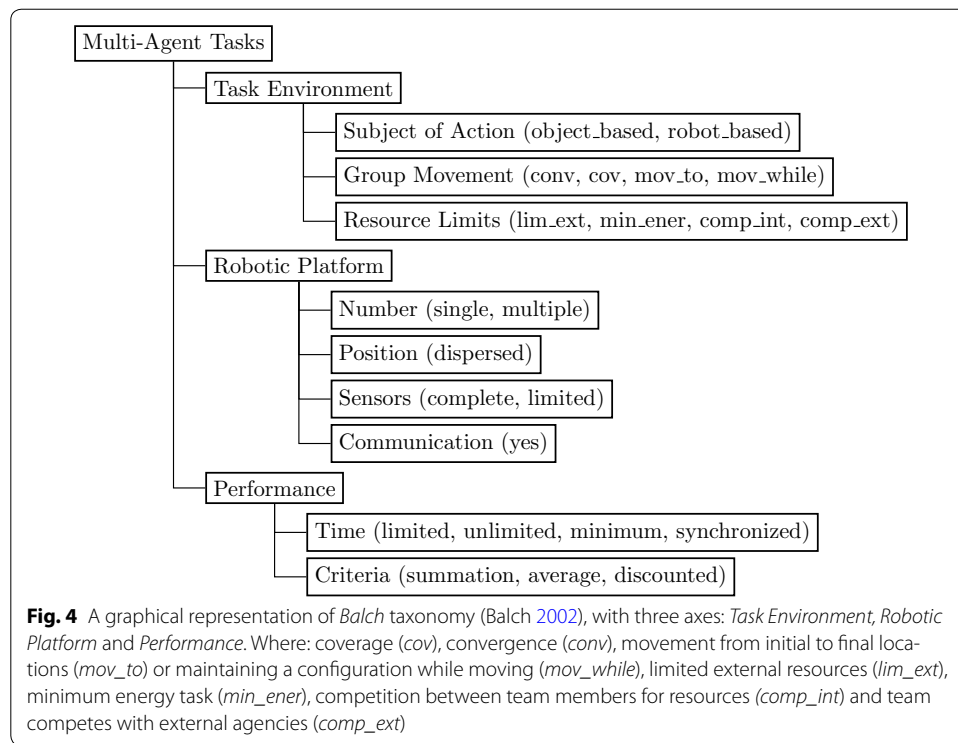 Multi-Agent Tasks
Task Environment
Subject of Action (object_based, robot_based)
Group Movement (conv, cov, mov_to, mov_while)
Resource Limits (lim_ext, min_ener, comp_int, comp_ext)
Robotic Platform
Number (single, multiple)
Position (dispersed)
Sensors (complete, limited)
Communication (yes)
Performance
Time (limited, unlimited, minimum, synchronized)
Criteria (summation, average, discounted)
Fig. 4 A graphical representation of Balch taxonomy (Balch 2002), with three axes: Task Environment, Robotic
Platform and Performance. Where: coverage (cov), convergence (conv), movement from initial to final loca-
tions (mov_to) or maintaining a configuration while moving (mov_while), limited external resources (lim_ext),
minimum energy task (min_ener), competition between team members for resources (comp_int) and team
competes with external agencies (comp_ext)